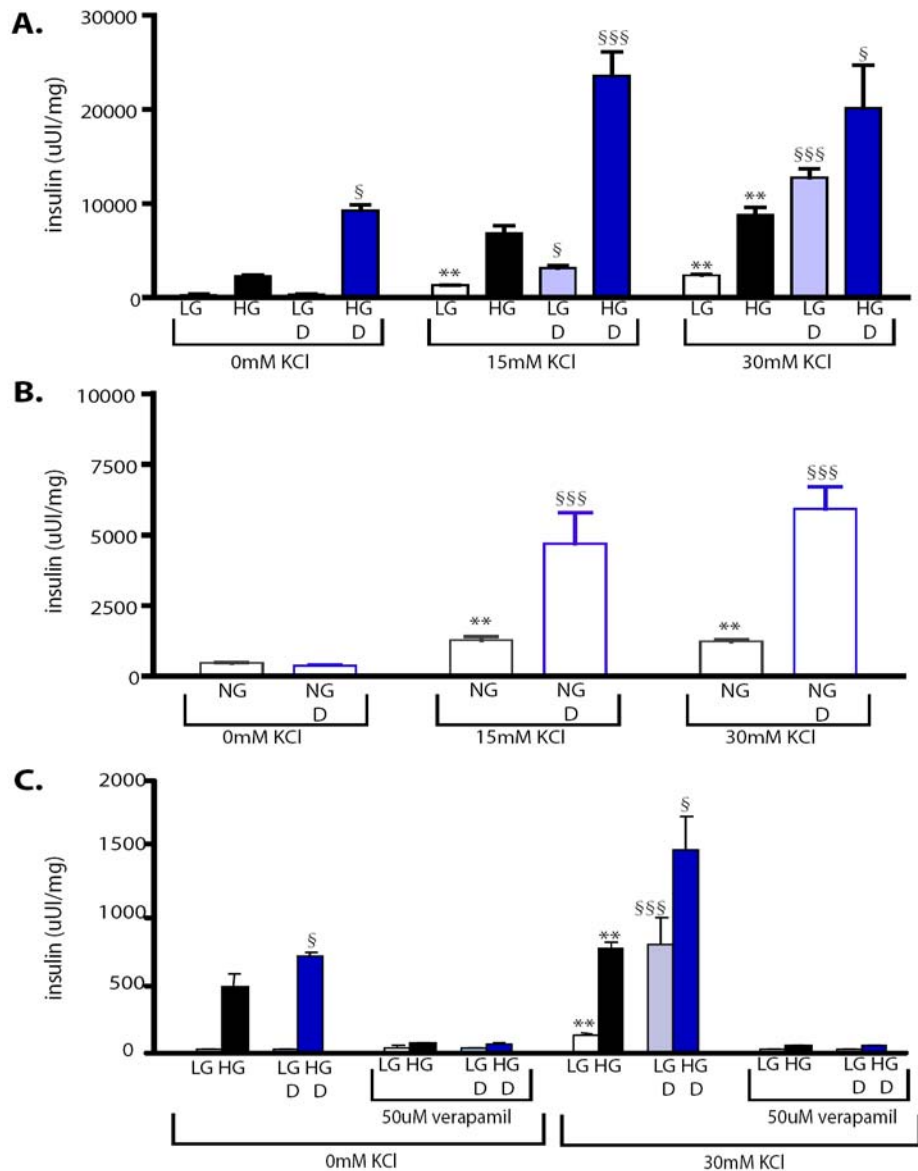 A.
insulin (uUI/mg)
30000
20000
10000
0
§
**
§
§§§
**
**
§§§
§
LG HG LG HG LG HG LG HG LG HG LG HG
D D D D D D
0mM KCl 15mM KCl 30mM KCl
B.
insulin (uUI/mg)
10000
7500
5000
2500
0
**
§§§
**
§§§
NG NG NG NG NG NG
D D D
0mM KCl 15mM KCl 30mM KCl
C.
insulin (uUI/mg)
2000
1500
1000
500
0
§
**
**
§§§
§
LG HG LG HG LG HG LG HG LG HG LG HG LG HG LG HG
D D D D D D D D
50uM verapamil 50uM verapamil
0mM KCl 30mM KCl